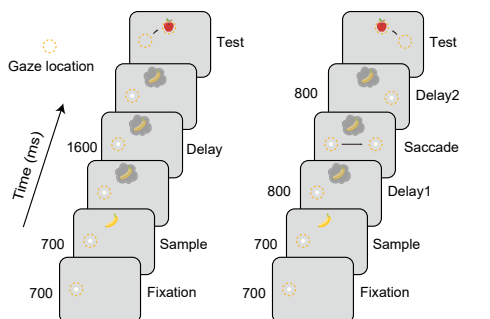 Gaze location
Time (ms)
Test
1600
Delay
700
Sample
700
Fixation
Test
800
Delay2
Saccade
800
Delay1
700
Sample
700
Fixation